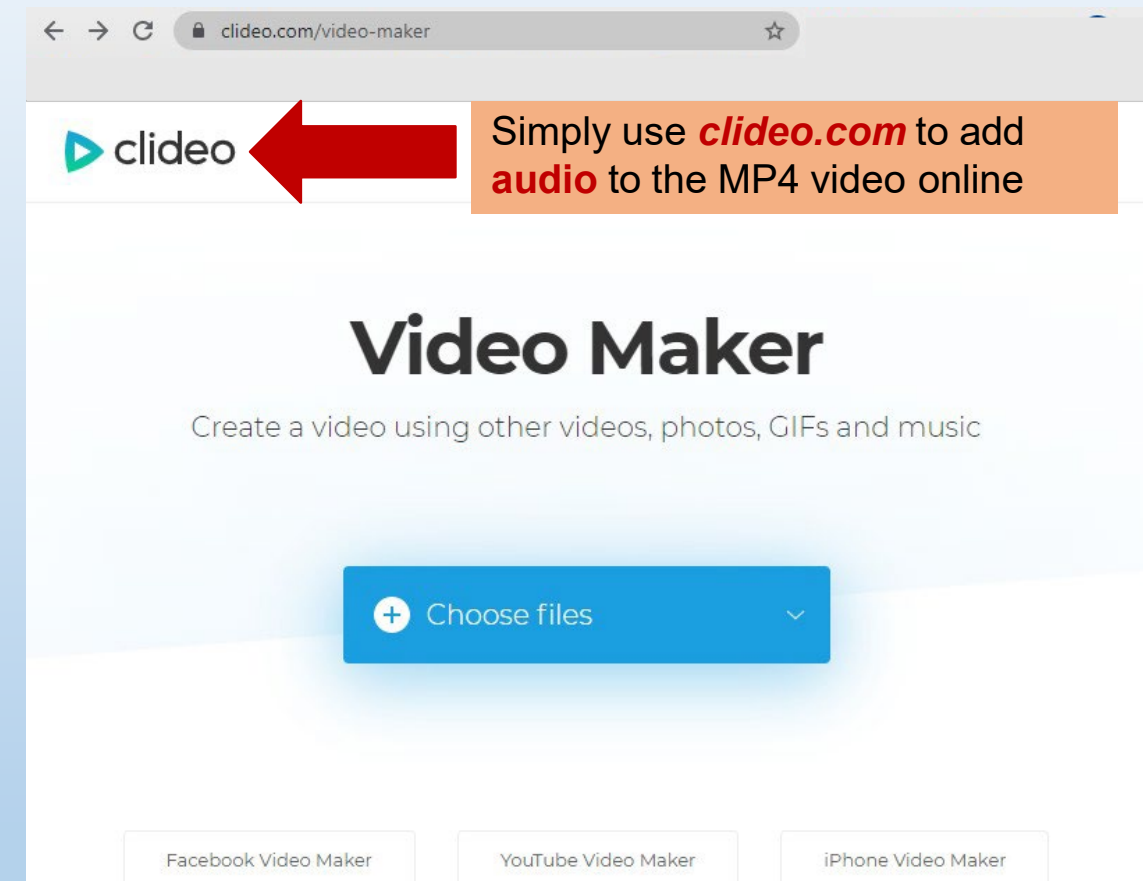 clideo.com/video-maker
clideo
Simply use clideo.com to add
audio to the MP4 video online
Video Maker
Create a video using other videos, photos, GIFs and music
Choose files
Facebook Video Maker
YouTube Video Maker
iPhone Video Maker